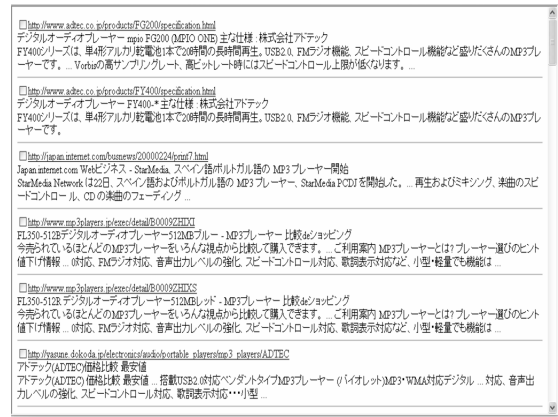 http://www.adtec.co.jp/products/FG200/specification.html
デジタルオーディオプレーヤー mpio FG200 (MPIO ONE) 主な仕様 : 株式会社アドテック
FY400シリーズは、単4形アルカリ乾電池1本で20時間の長時間再生。USB2.0、FMラジオ機能、スピードコントロール機能など盛りだくさんのMP3プレ
ーヤーです。 ... Vorbisの高サンプリングレート、高ビットレート時にはスピードコントロール上限が低くなります。 ...
http://www.adtec.co.jp/products/FY400/specification.html
デジタルオーディオプレーヤー FY400-* 主な仕様 : 株式会社アドテック
FY400シリーズは、単4形アルカリ乾電池1本で20時間の長時間再生。USB2.0、FMラジオ機能、スピードコントロール機能など盛りだくさんのMP3プレ
ーヤーです。
http://japan.internet.com/busnews/20000224/print7.html
Japan.internet.com Webビジネス - StarMedia、スペイン語/ポルトガル語の MP3 プレーヤー開始
StarMedia Network は22日、スペイン語およびポルトガル語の MP3 プレーヤー、StarMedia PCDJ を開始した。 ... 再生およびミキシング、楽曲のスピ
ードコントロール、CD の楽曲のフェーディング ...
http://www.mp3players.jp/exec/detail/B0009ZHIXI
FL350-512Bデジタルオーディオプレーヤー512MBブルー - MP3プレーヤー 比較deショッピング
今売られているほとんどのMP3プレーヤーをいろんな視点から比較して購入できます。 ... ご利用案内 MP3プレーヤーとは? プレーヤー選びのヒント
値下げ情報 ... 0対応、FMラジオ対応、音声出力レベルの強化、スピードコントロール対応、歌詞表示対応など、小型・軽量でも機能は ...
http://www.mp3players.jp/exec/detail/B0009ZHIXS
FL350-512R デジタルオーディオプレーヤー512MBレッド - MP3プレーヤー 比較deショッピング
今売られているほとんどのMP3プレーヤーをいろんな視点から比較して購入できます。 ... ご利用案内 MP3プレーヤーとは? プレーヤー選びのヒント
値下げ情報 ... 0対応、FMラジオ対応、音声出力レベルの強化、スピードコントロール対応、歌詞表示対応など、小型・軽量でも機能は ...
http://yasune.dokoda.jp/electronics/audio/portable_players/mp3_players/ADTEC
アドテック(ADTEC)価格比較 最安値
アドテック(ADTEC)価格比較 最安値 ... 搭載USB2.0対応ペンダントタイプMP3プレーヤー (バイオレット)MP3・WMA対応デジタル ... 対応、音声出
力レベルの強化、スピードコントロール対応、歌詞表示対応・・・小型 ...